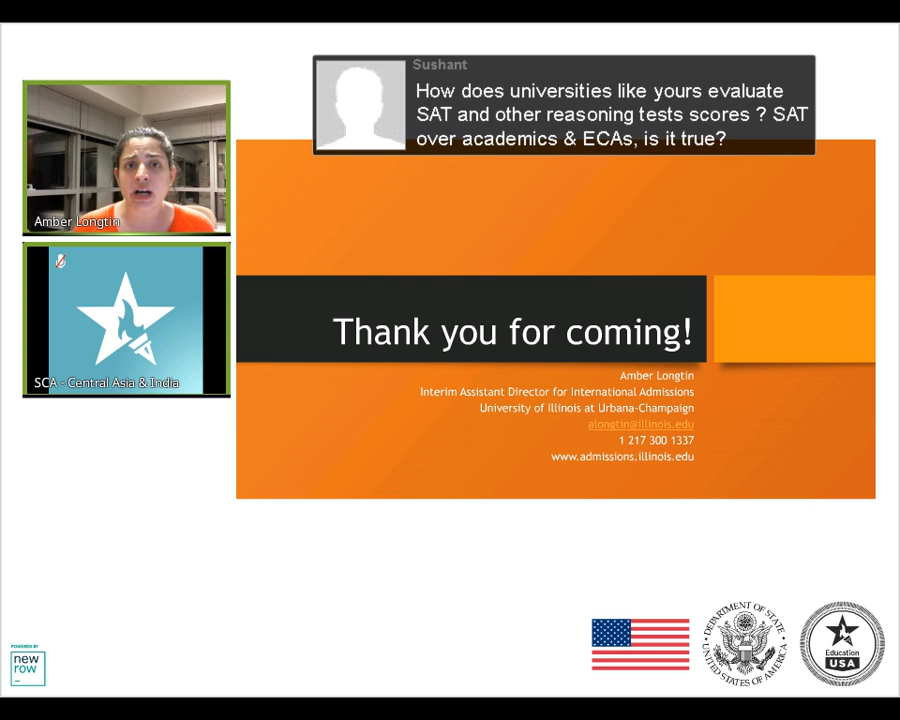 Sushant
How does universities like yours evaluate
SAT and other reasoning tests scores ? SAT
over academics & ECAs, is it true?
Amber Longtin
SCA - Central Asia & India
Thank you for coming!
Amber Longtin
Interim Assistant Director for International Admissions
University of Illinois at Urbana-Champaign
alongtin@illinois.edu
1 217 300 1337
www.admissions.illinois.edu
POWERED BY
new
row
DEPARTMENT OF STATE
UNITED STATES OF AMERICA
Education
USA